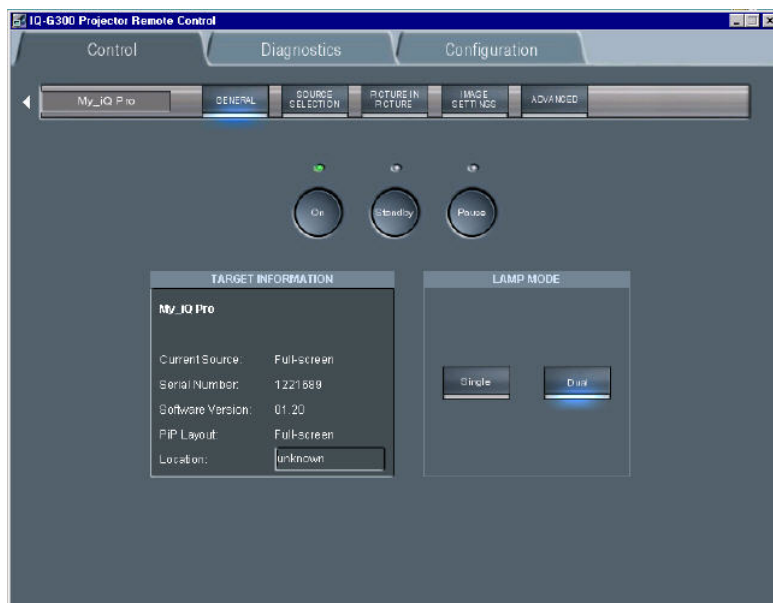 IQ-G300 Projector Remote Control
Control Diagnostics Configuration
My_iQ Pro GENERAL SOURCE SELECTION PICTURE IN PICTURE IMAGE SETTINGS ADVANCED
On Standby Pause
TARGET INFORMATION
My_iQ Pro
Current Source: Full-screen
Serial Number: 1221689
Software Version: 01.20
PiP Layout: Full-screen
Location: unknown
LAMP MODE
Single Dual